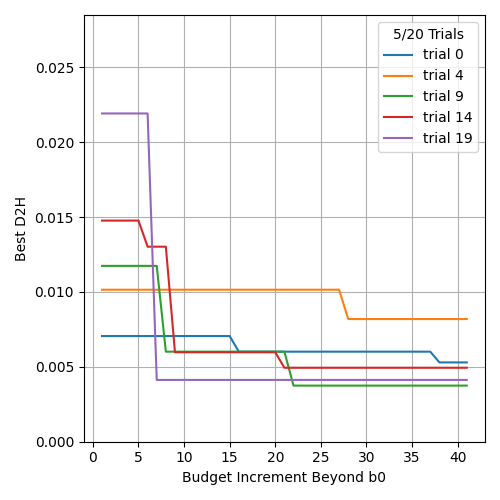 5/20 Trials
trial 0
trial 4
trial 9
trial 14
trial 19
0.025
0.020
0.015
0.010
0.005
0.000
Best D2H
0 5 10 15 20 25 30 35 40
Budget Increment Beyond b0